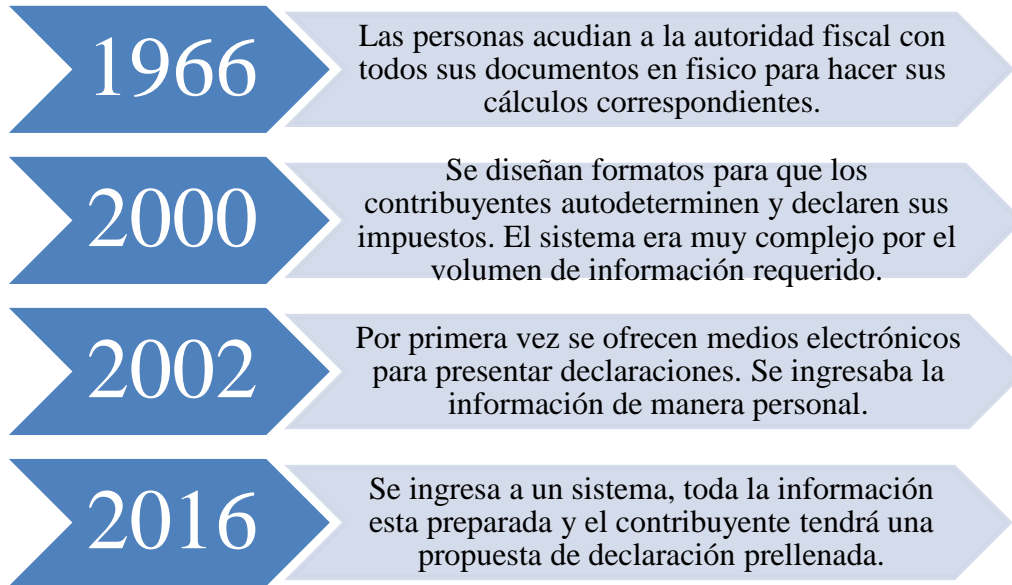 1966
Las personas acudian a la autoridad fiscal con
todos sus documentos en fisico para hacer sus
cálculos correspondientes.
2000
Se diseñan formatos para que los
contribuyentes autodeterminen y declaren sus
impuestos. El sistema era muy complejo por el
volumen de información requerido.
2002
Por primera vez se ofrecen medios electrónicos
para presentar declaraciones. Se ingresaba la
información de manera personal.
2016
Se ingresa a un sistema, toda la información
esta preparada y el contribuyente tendrá una
propuesta de declaración prellenada.